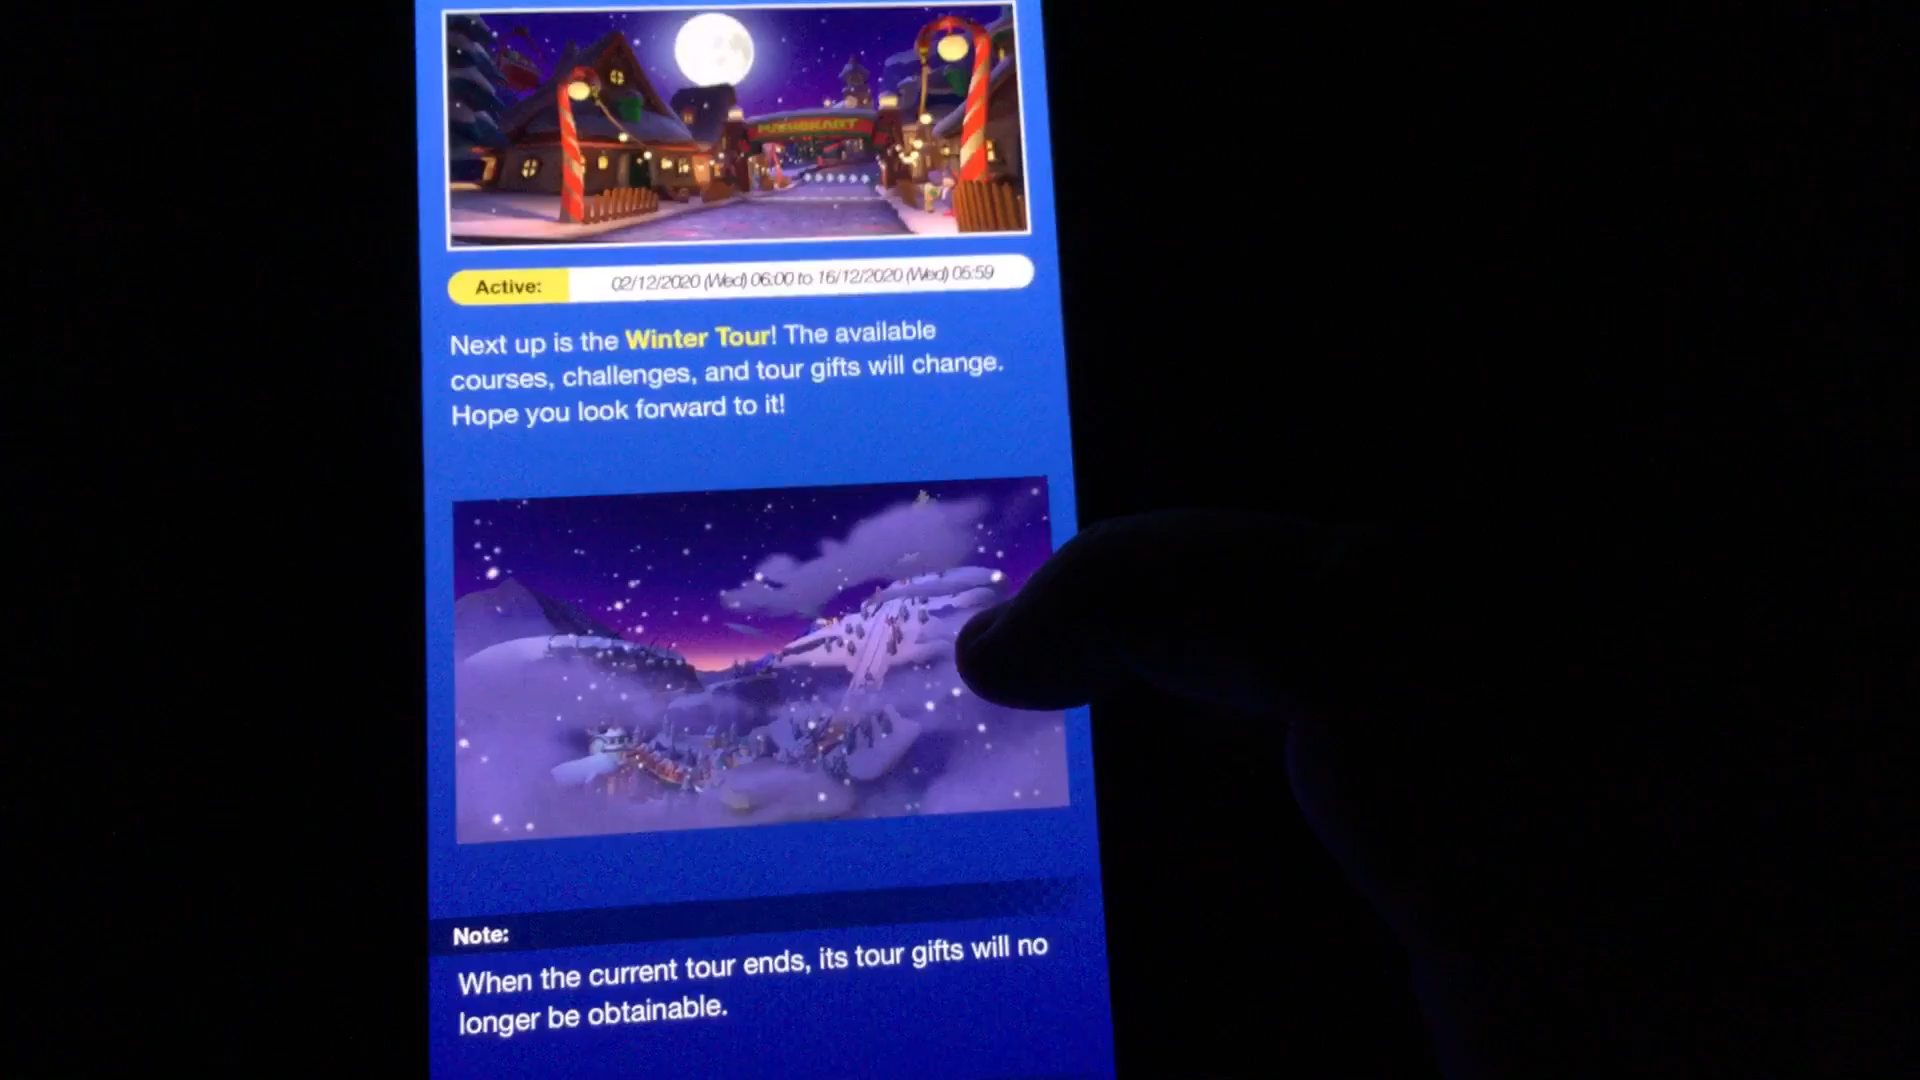 MARIOKART
Active: 02/12/2020 (Wed) 06:00 to 16/12/2020 (Wed) 05:59
Next up is the Winter Tour! The available
courses, challenges, and tour gifts will change.
Hope you look forward to it!
Note:
When the current tour ends, its tour gifts will no
longer be obtainable.